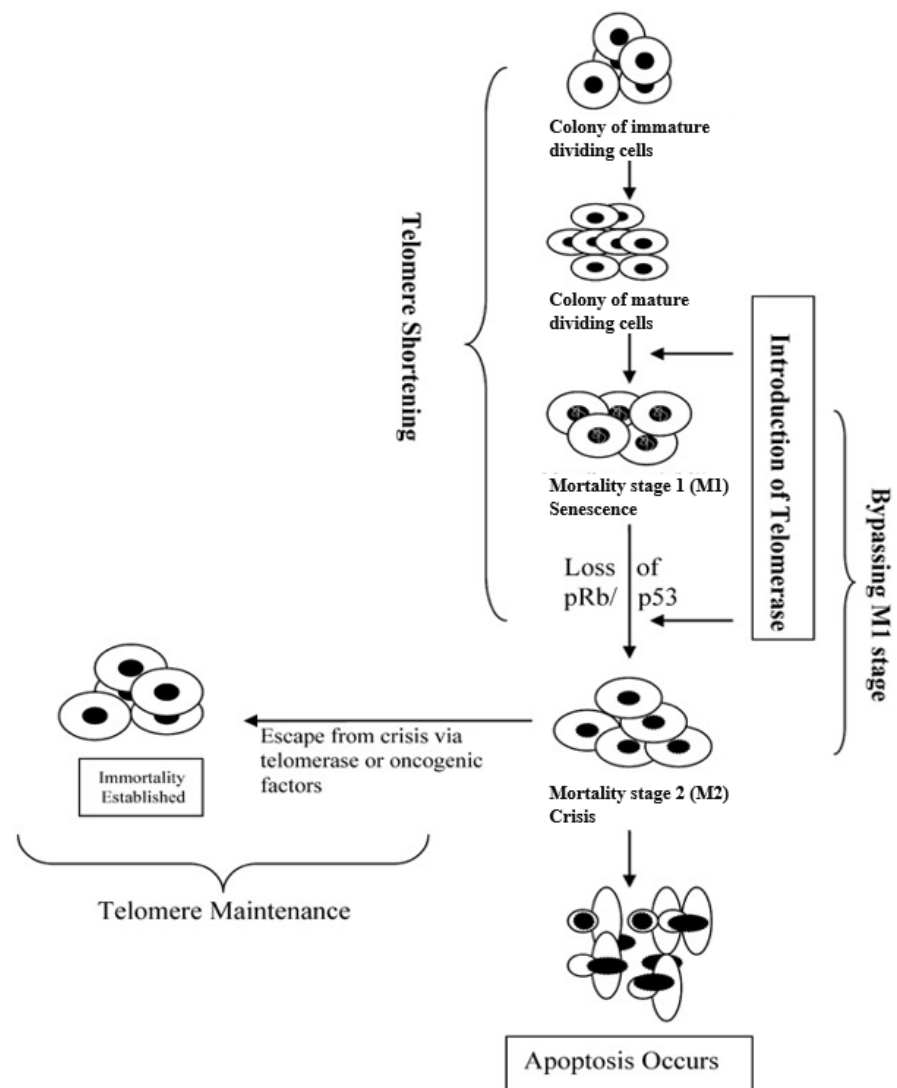 Colony of immature
dividing cells
Telomere Shortening
Colony of mature
dividing cells
Introduction of Telomerase
Mortality stage 1 (M1)
Senescence
Bypassing M1 stage
Loss of
pRb/ p53
Escape from crisis via
telomerase or oncogenic
factors
Immortality
Established
Mortality stage 2 (M2)
Crisis
Telomere Maintenance
Apoptosis Occurs